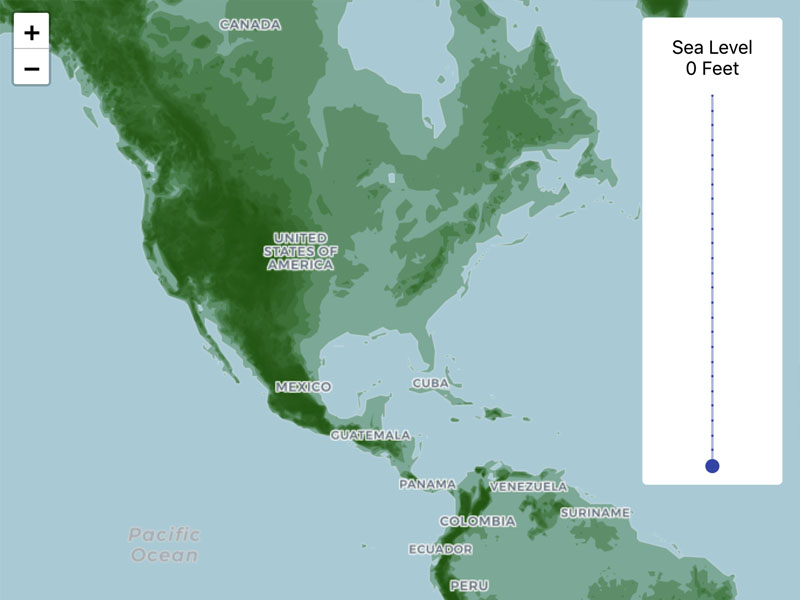 +
−
CANADA
Sea Level
0 Feet
UNITED
STATES OF
AMERICA
MEXICO
CUBA
GUATEMALA
PANAMA
VENEZUELA
SURINAME
COLOMBIA
Pacific
Ocean
ECUADOR
PERU